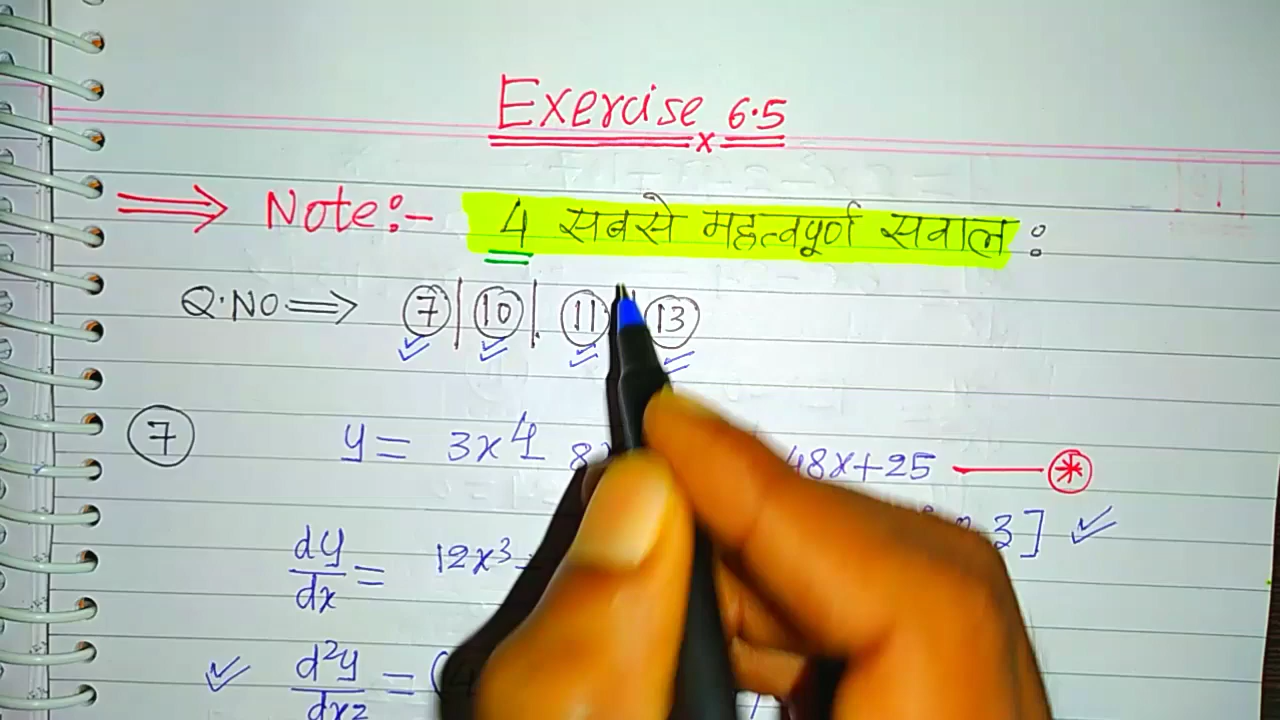 Exercise 6.5
⇒ Note:- 4 सबसे महत्वपूर्ण सवाल :
Q.NO ⇒ 7 | 10 | 11 13
7 y = 3x⁴ 8 48x+25 *
3]
dy/dx = 12x³
d²y/dx² = (